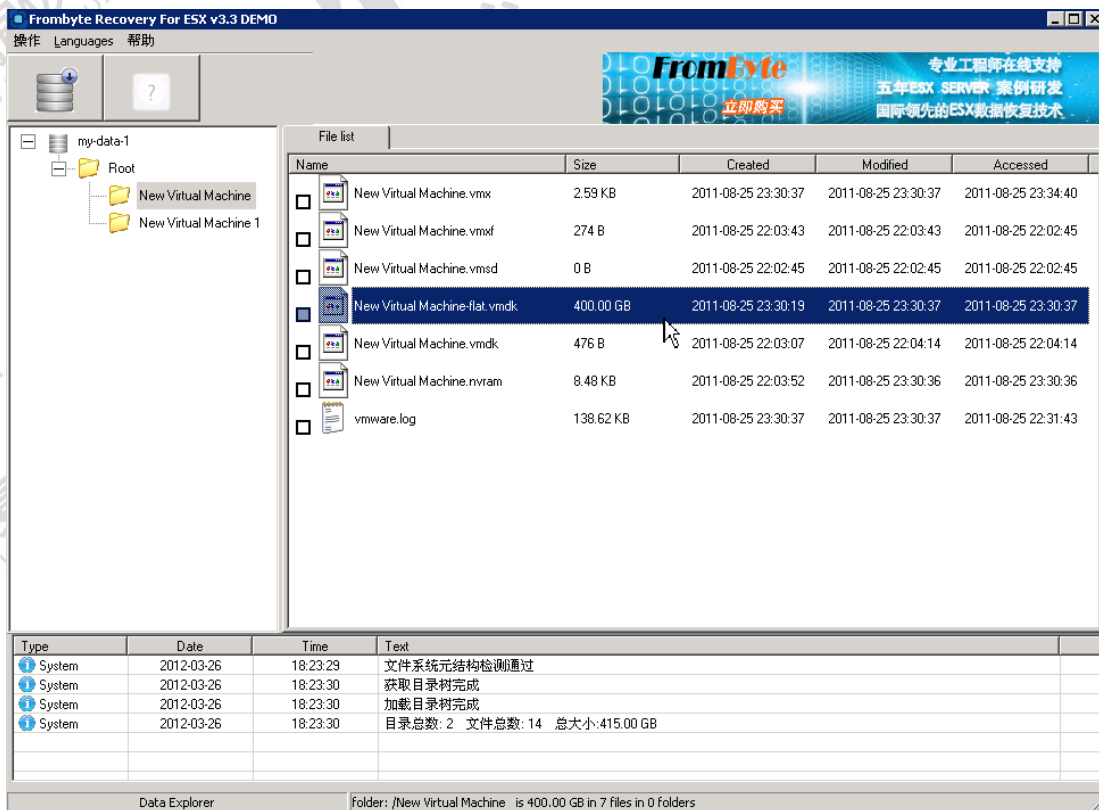 Frombyte Recovery For ESX v3.3 DEMO
操作 Languages 帮助
?
FromByte
立即购买
专业工程师在线支持
五年ESX SERVER 案例研发
国际领先的ESX数据恢复技术
my-data-1
Root
New Virtual Machine
New Virtual Machine 1
File list
Name Size Created Modified Accessed
New Virtual Machine.vmx 2.59 KB 2011-08-25 23:30:37 2011-08-25 23:30:37 2011-08-25 23:34:40
New Virtual Machine.vmxf 274 B 2011-08-25 22:03:43 2011-08-25 22:03:43 2011-08-25 22:02:45
New Virtual Machine.vmsd 0 B 2011-08-25 22:02:45 2011-08-25 22:02:45 2011-08-25 22:02:45
New Virtual Machine-flat.vmdk 400.00 GB 2011-08-25 23:30:19 2011-08-25 23:30:37 2011-08-25 23:30:37
New Virtual Machine.vmdk 476 B 2011-08-25 22:03:07 2011-08-25 22:04:14 2011-08-25 22:04:14
New Virtual Machine.nvram 8.48 KB 2011-08-25 22:03:52 2011-08-25 23:30:36 2011-08-25 23:30:36
vmware.log 138.62 KB 2011-08-25 23:30:37 2011-08-25 23:30:37 2011-08-25 22:31:43
Type Date Time Text
System 2012-03-26 18:23:29 文件系统元结构检测通过
System 2012-03-26 18:23:30 获取目录树完成
System 2012-03-26 18:23:30 加载目录树完成
System 2012-03-26 18:23:30 目录总数: 2 文件总数: 14 总大小:415.00 GB
Data Explorer folder: /New Virtual Machine is 400.00 GB in 7 files in 0 folders